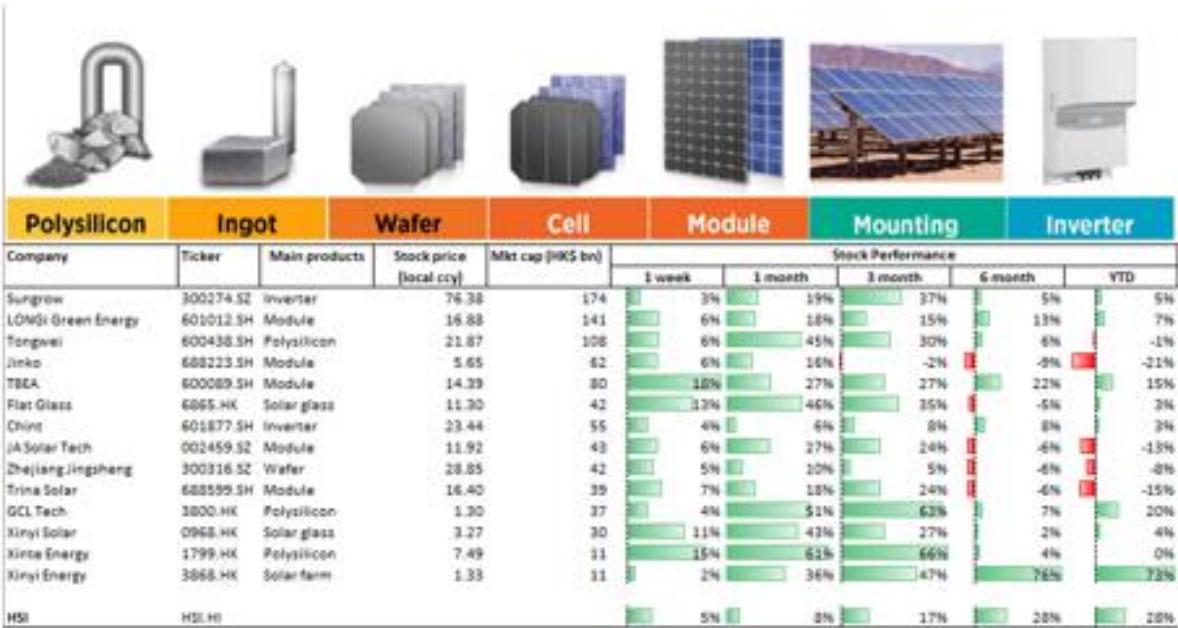 Polysilicon Ingot Wafer Cell Module Mounting Inverter
Company Ticker Main products Stock price Mkt cap (HK$ bn) Stock Performance
(local ccy) 1 week 1 month 3 month 6 month YTD
Sungrow 300274.SZ Inverter 76.38 174 3% 19% 37% 5% 5%
LONGi Green Energy 601012.SH Module 16.88 141 6% 18% 15% 13% 7%
Tongwei 600438.SH Polysilicon 21.87 108 6% 45% 30% 6% -1%
Jinko 688223.SH Module 5.65 62 6% 16% -2% -9% -21%
TBEA 600089.SH Module 14.39 80 18% 27% 27% 22% 15%
Flat Glass 6865.HK Solar glass 11.30 42 13% 46% 35% -5% 3%
Chint 601877.SH Inverter 23.44 55 4% 6% 8% 8% 3%
JA Solar Tech 002459.SZ Module 11.92 43 6% 27% 24% -6% -13%
Zhejiang Jingsheng 300316.SZ Wafer 28.85 42 5% 10% 5% -6% -8%
Trina Solar 688599.SH Module 16.40 39 7% 18% 24% -6% -15%
GCL Tech 3800.HK Polysilicon 1.30 37 4% 51% 63% 7% 20%
Xinyi Solar 0968.HK Solar glass 3.27 30 11% 43% 27% 2% 4%
Xinte Energy 1799.HK Polysilicon 7.49 11 15% 61% 66% 4% 0%
Xinyi Energy 3868.HK Solar farm 1.33 11 2% 36% 47% 76% 73%
HSI HSI.HI 5% 8% 17% 28% 28%